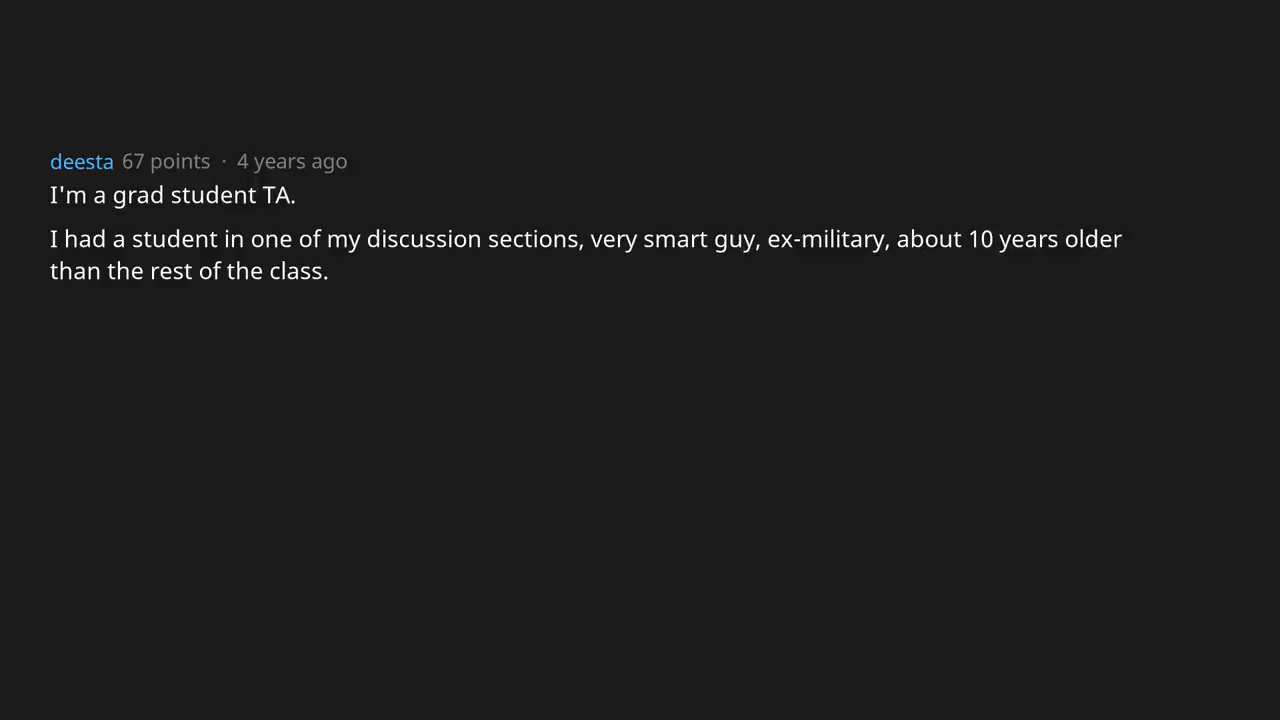 deesta 67 points · 4 years ago
I'm a grad student TA.
I had a student in one of my discussion sections, very smart guy, ex-military, about 10 years older
than the rest of the class.